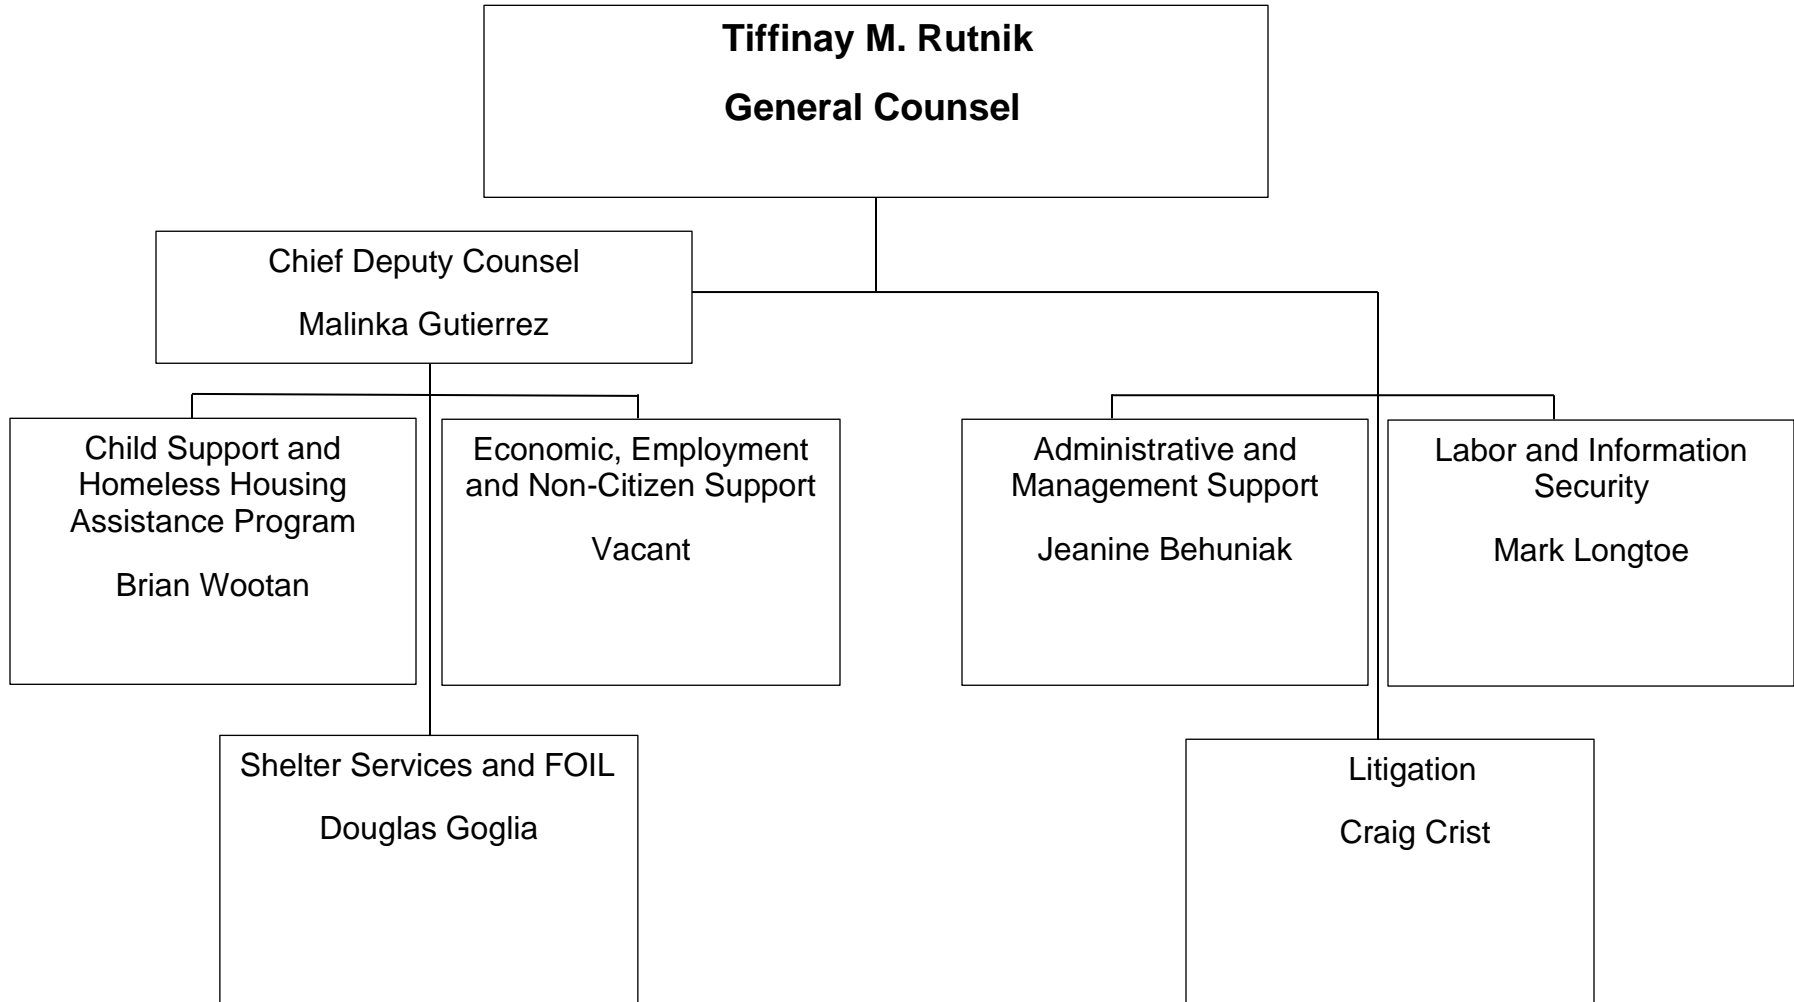 Tiffinay M. Rutnik
General Counsel
Chief Deputy Counsel
Malinka Gutierrez
Child Support and
Homeless Housing
Assistance Program
Brian Wootan
Economic, Employment
and Non-Citizen Support
Vacant
Administrative and
Management Support
Jeanine Behuniak
Labor and Information
Security
Mark Longtoe
Shelter Services and FOIL
Douglas Goglia
Litigation
Craig Crist